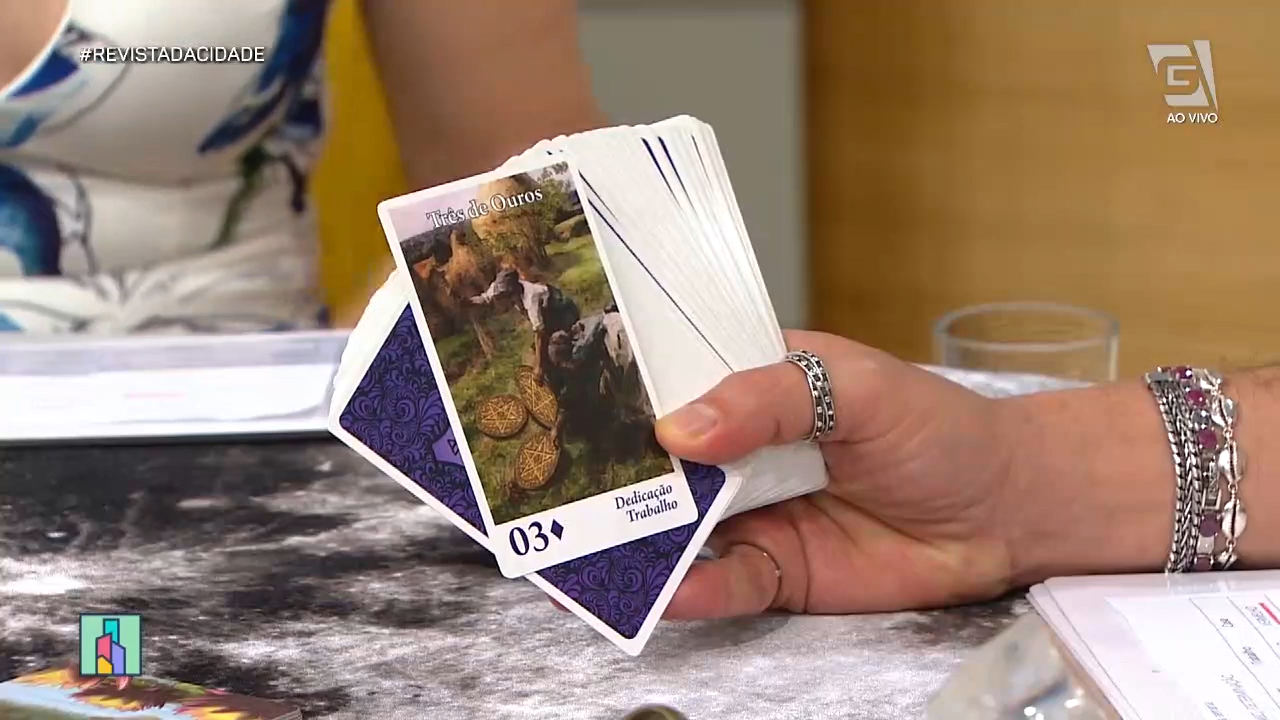 #REVISTADACIDADE
G
AO VIVO
Três de Ouros
Dedicação
Trabalho
03♦